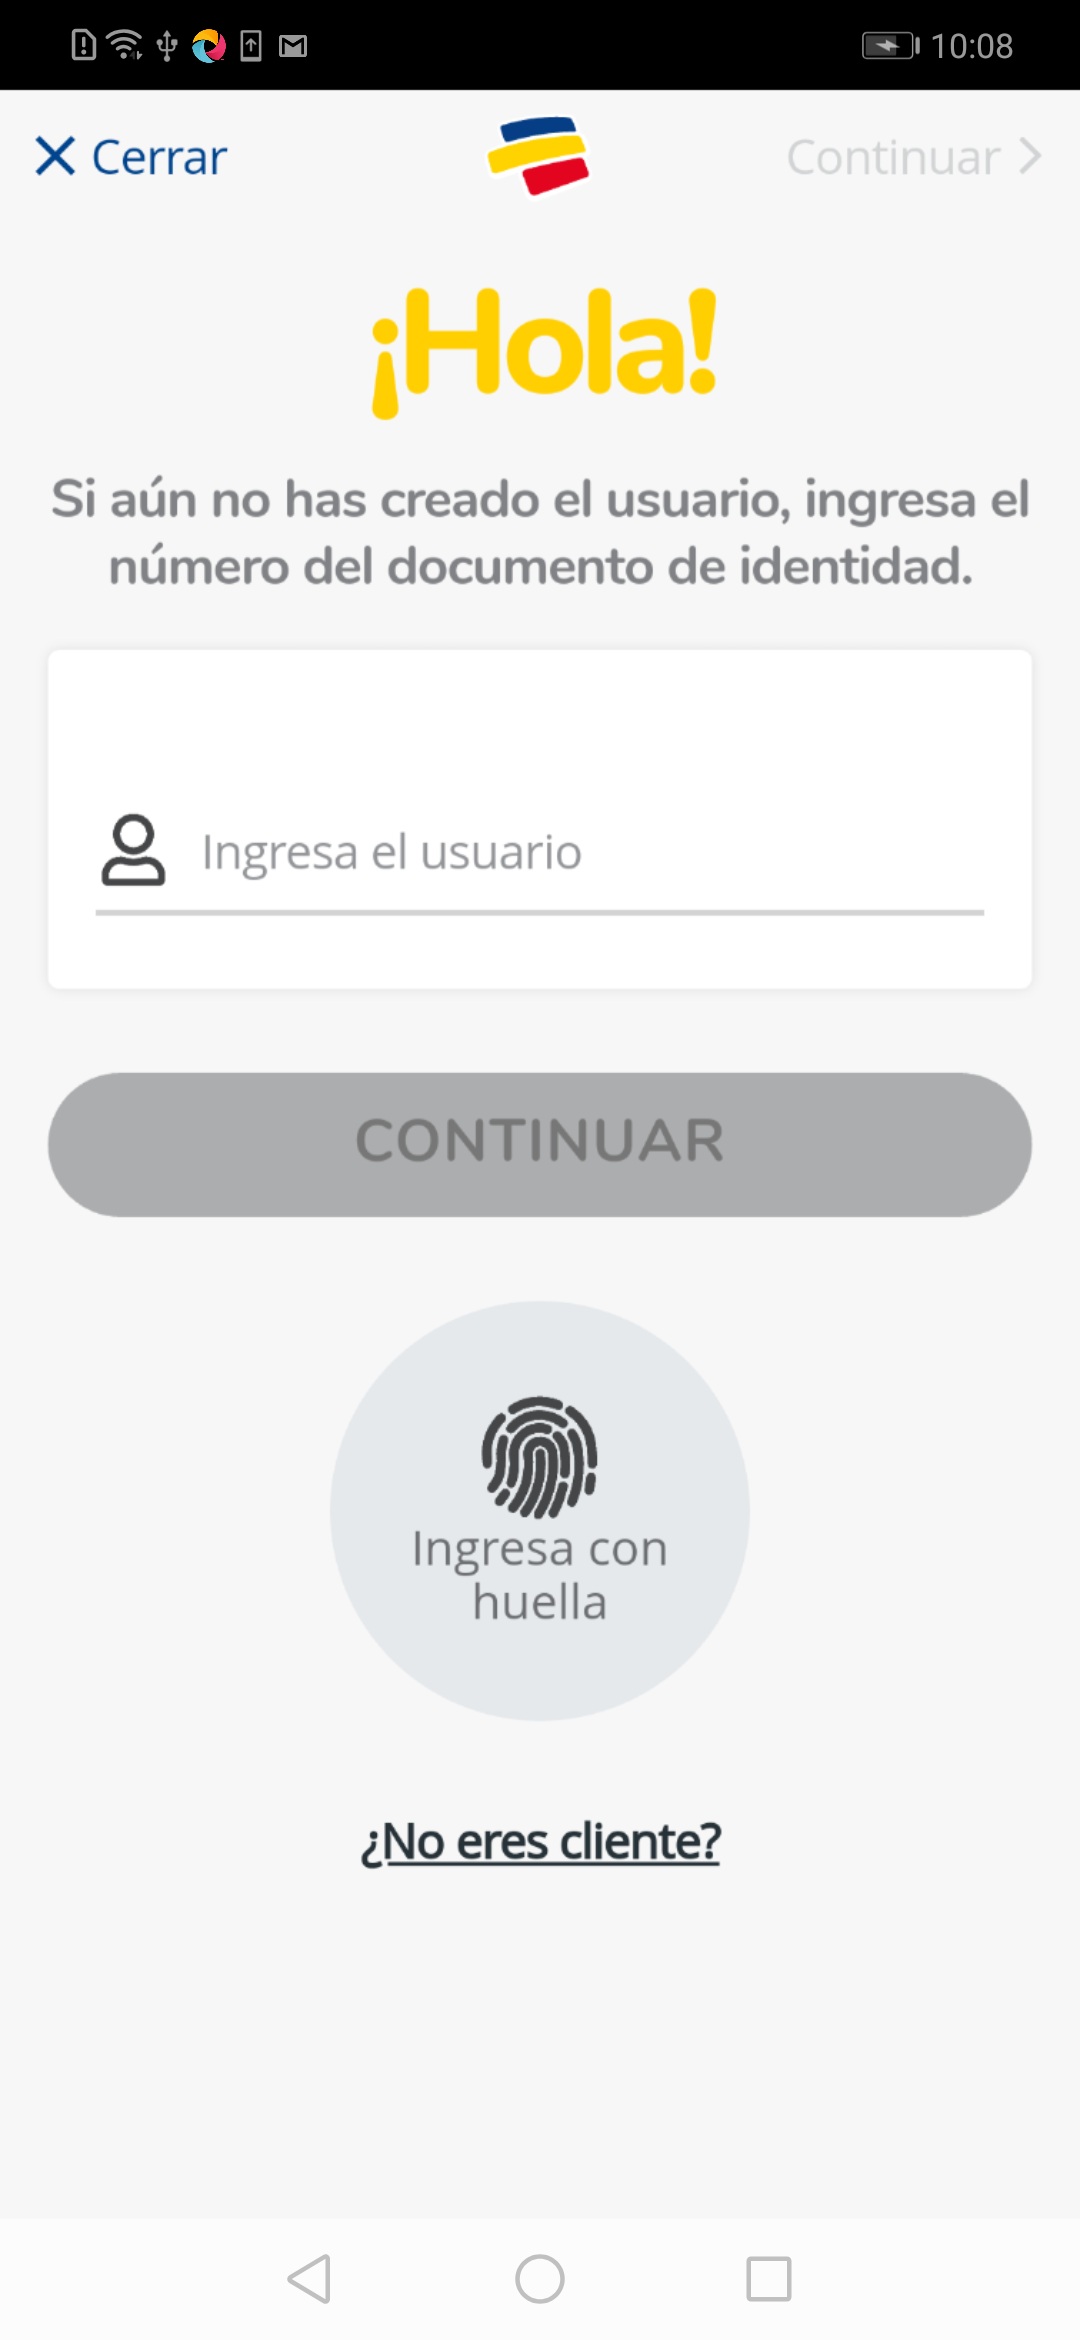 10:08
Cerrar
Continuar
¡Hola!
Si aún no has creado el usuario, ingresa el
número del documento de identidad.
Ingresa el usuario
CONTINUAR
Ingresa con
huella
¿No eres cliente?